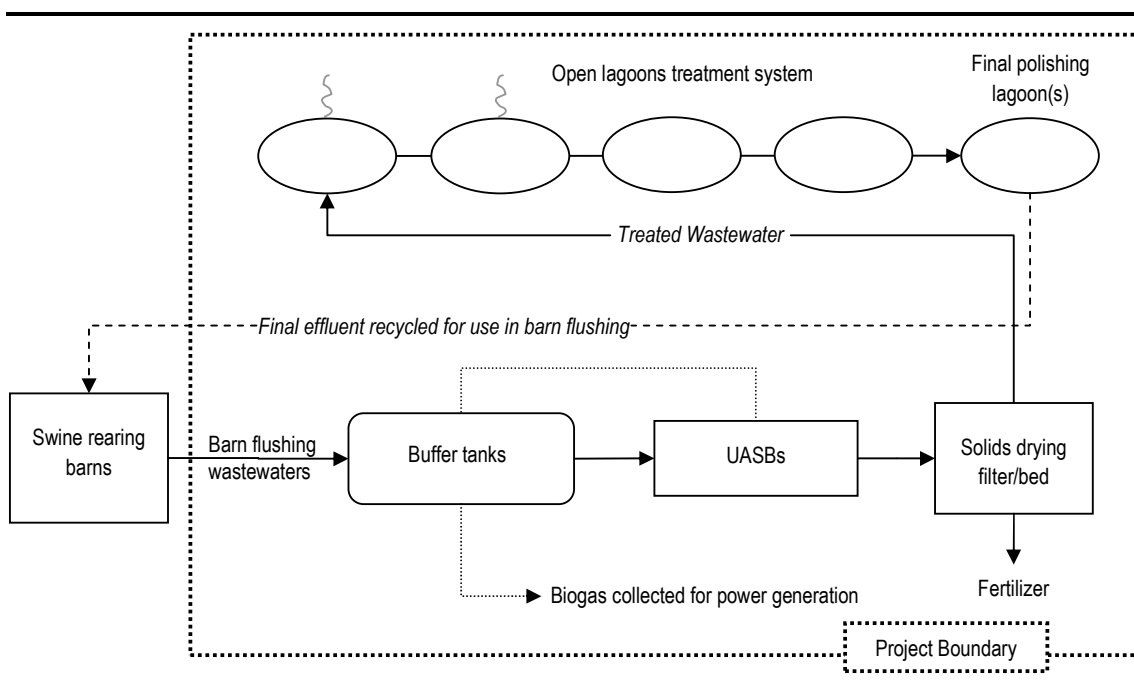 Open lagoons treatment system
Final polishing
lagoon(s)
Treated Wastewater
Final effluent recycled for use in barn flushing
Swine rearing
barns
Barn flushing
wastewaters
Buffer tanks
UASBs
Solids drying
filter/bed
Biogas collected for power generation
Fertilizer
Project Boundary